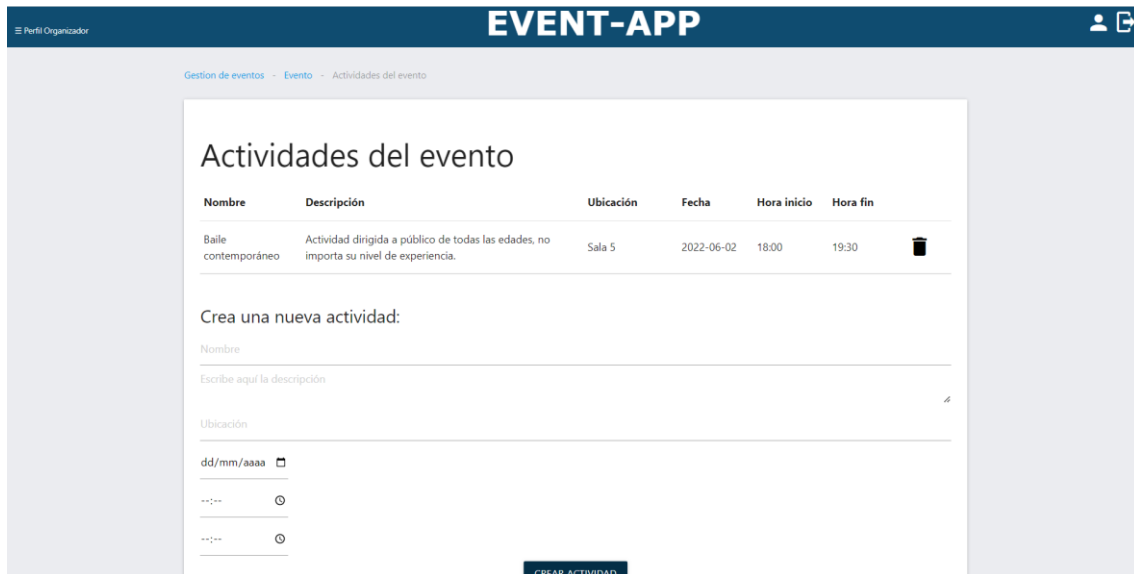 ☰ Perfil Organizador
EVENT-APP
Gestion de eventos - Evento - Actividades del evento
Actividades del evento
Nombre Descripción Ubicación Fecha Hora inicio Hora fin
Baile contemporáneo Actividad dirigida a público de todas las edades, no importa su nivel de experiencia. Sala 5 2022-06-02 18:00 19:30
Crea una nueva actividad:
Nombre
Escribe aquí la descripción
Ubicación
dd/mm/aaaa
--:--
--:--
CREAR ACTIVIDAD